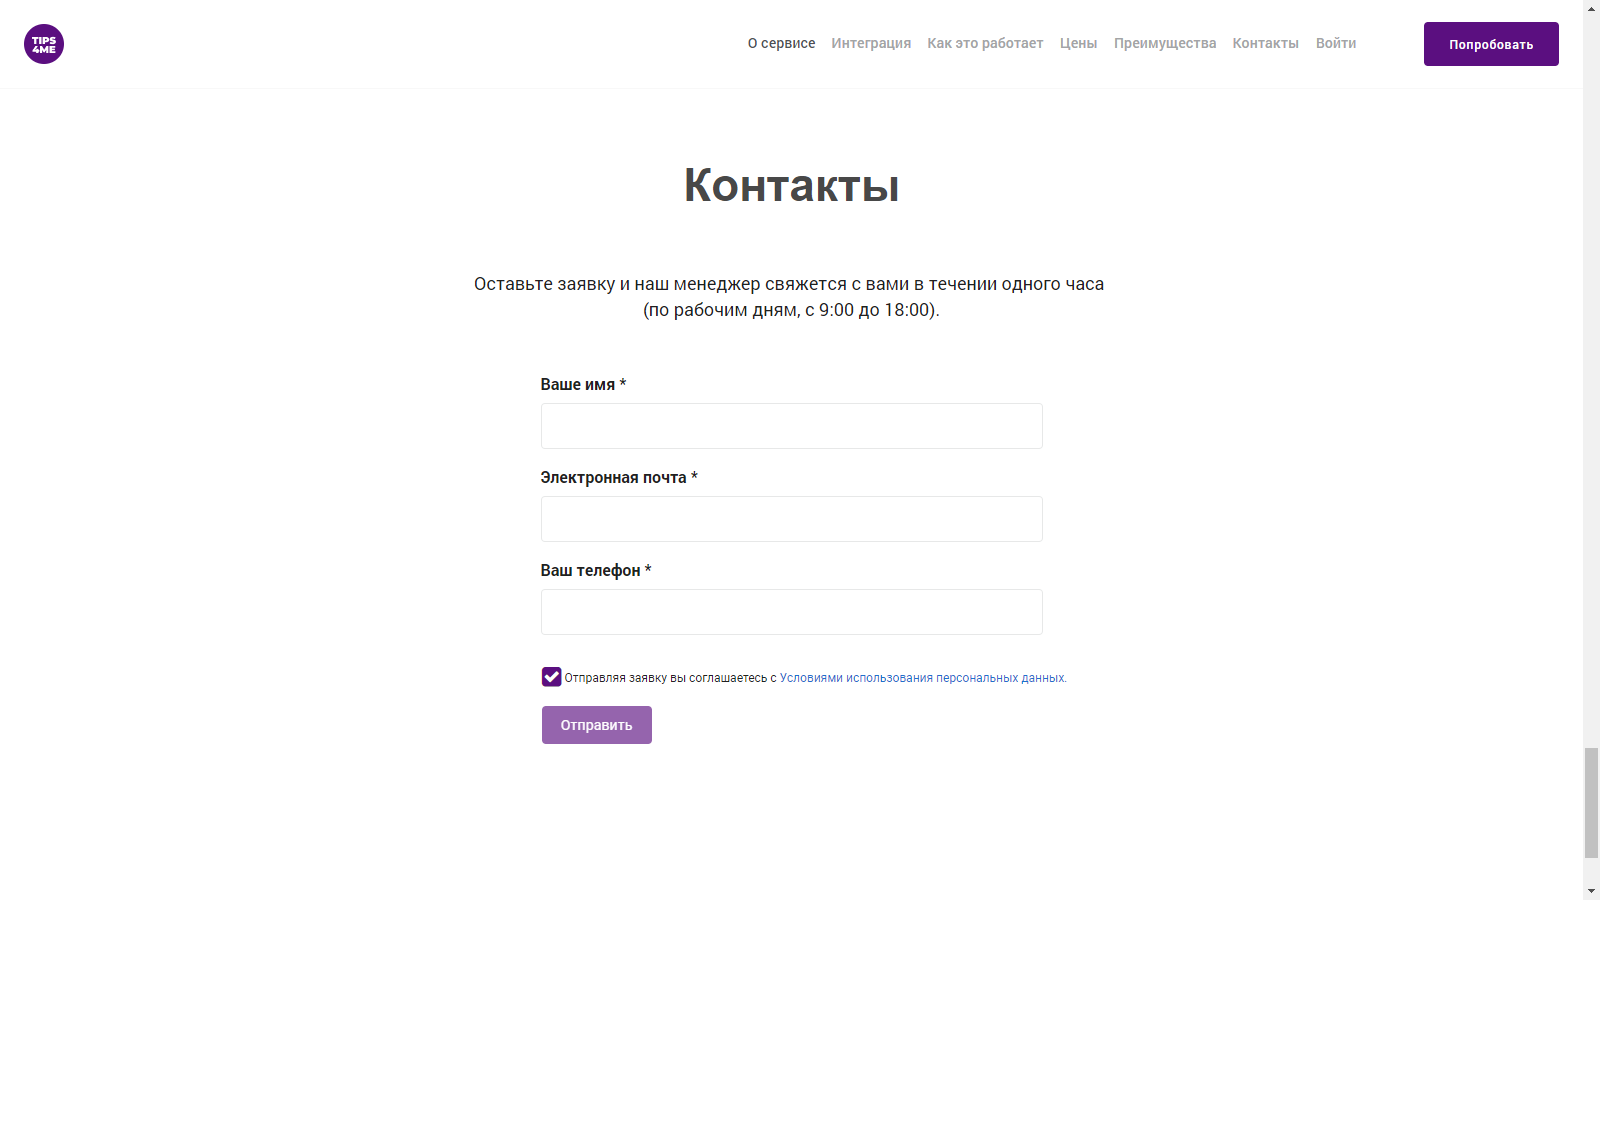 TIPS
4ME
О сервисе
Интеграция
Как это работает
Цены
Преимущества
Контакты
Войти
Попробовать
Контакты
Оставьте заявку и наш менеджер свяжется с вами в течении одного часа
(по рабочим дням, с 9:00 до 18:00).
Ваше имя *
Электронная почта *
Ваш телефон *
Отправляя заявку вы соглашаетесь с Условиями использования персональных данных.
Отправить